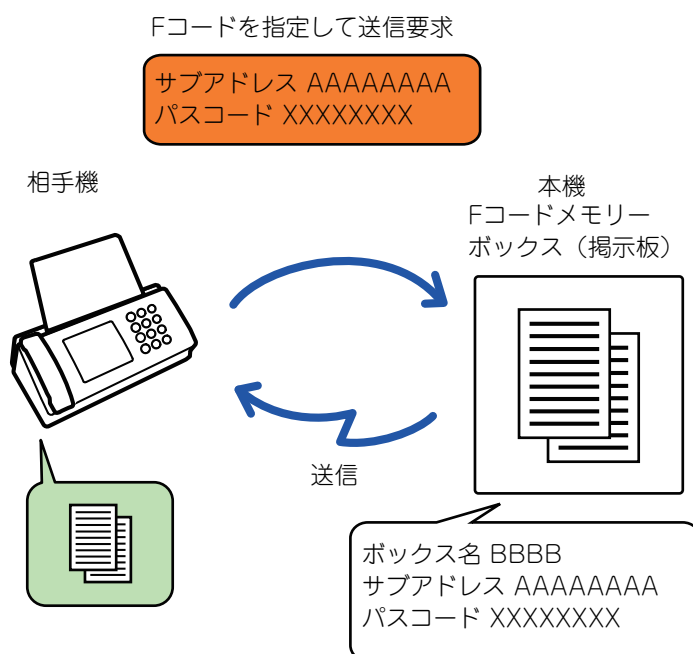 Fコードを指定して送信要求
サブアドレス AAAAAAAA
パスコード XXXXXXXX
相手機
本機
Fコードメモリー
ボックス（掲示板）
送信
ボックス名 BBBB
サブアドレス AAAAAAAA
パスコード XXXXXXXX